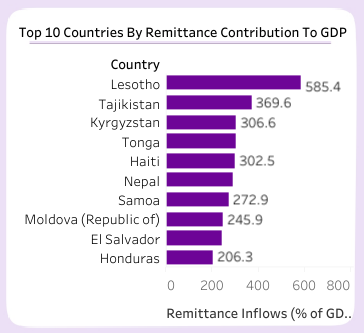 Top 10 Countries By Remittance Contribution To GDP
Country
Lesotho 585.4
Tajikistan 369.6
Kyrgyzstan 306.6
Tonga
Haiti 302.5
Nepal
Samoa 272.9
Moldova (Republic of) 245.9
El Salvador
Honduras 206.3
0 200 400 600 800
Remittance Inflows (% of GD..